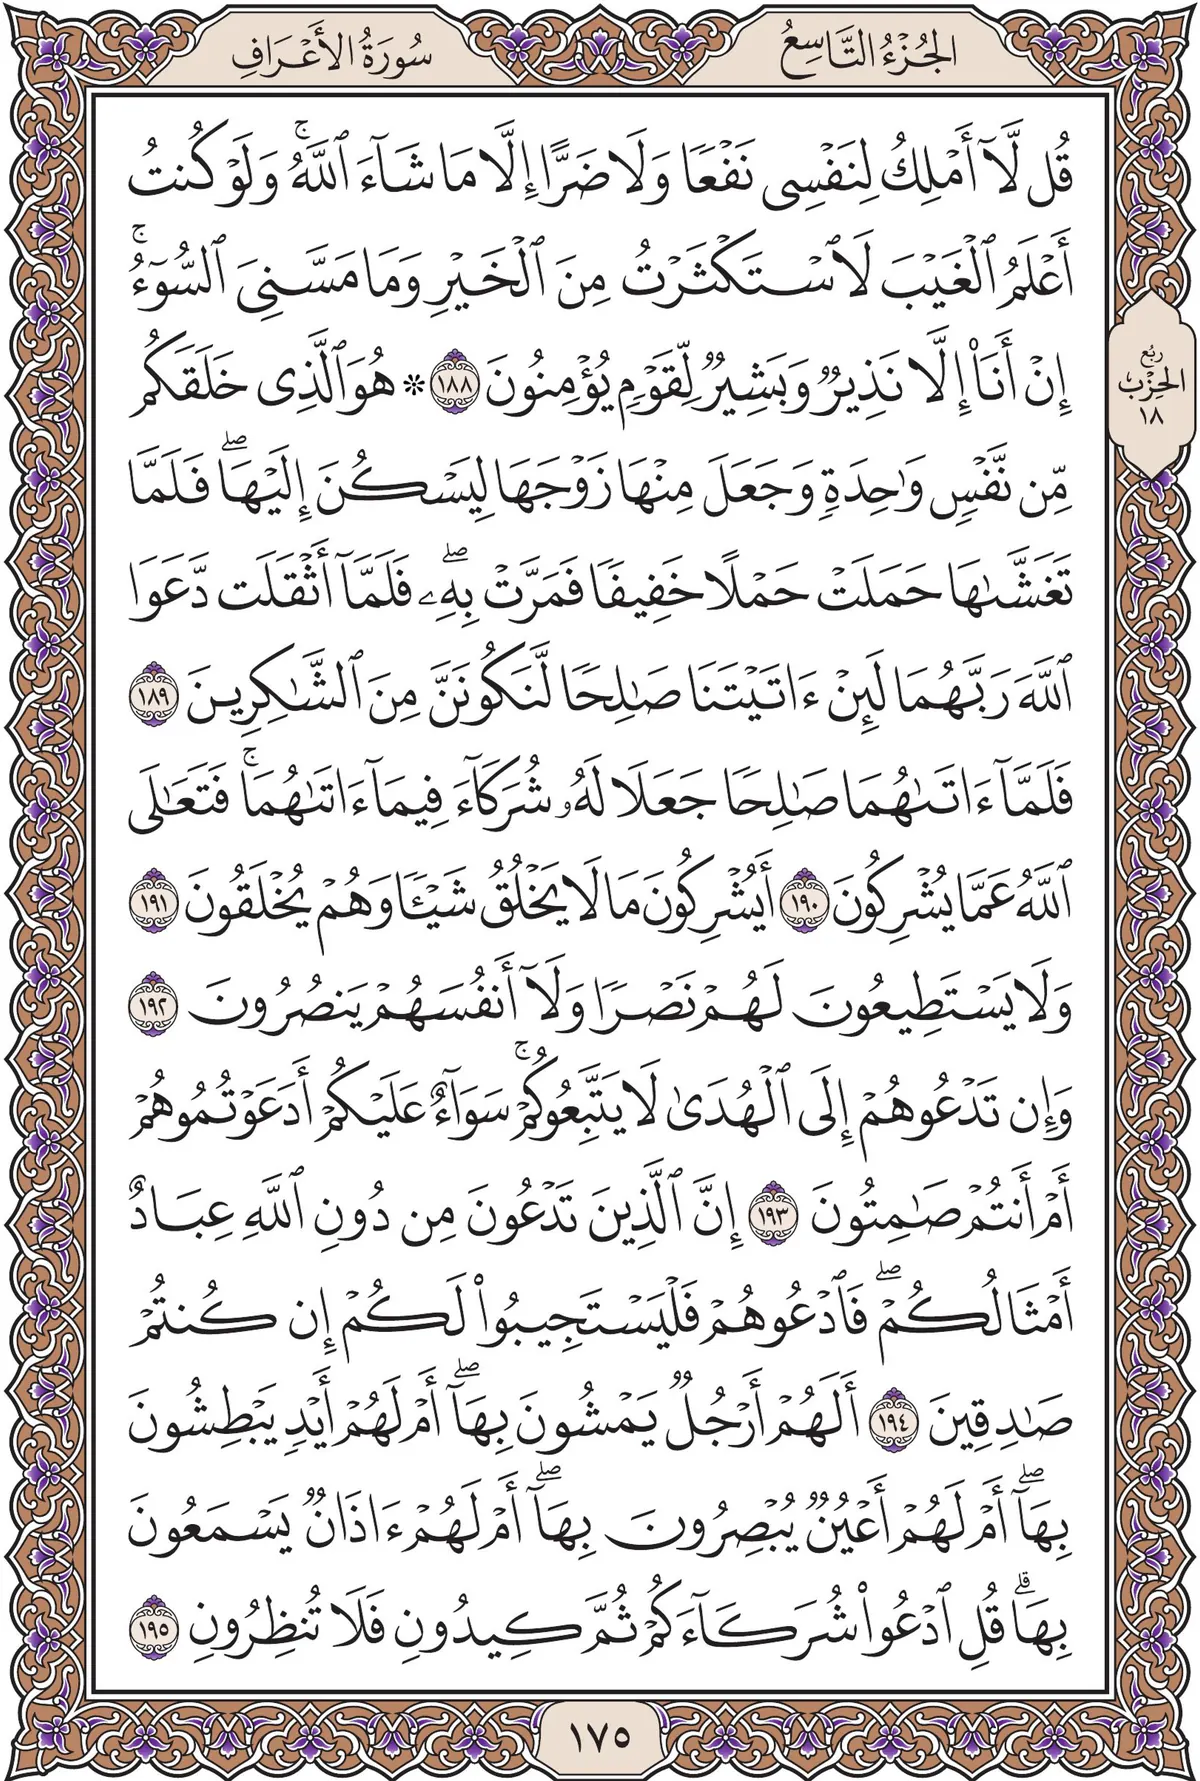 الجُزْءُ التَّاسِعُ
سُورَةُ الأَعْرَافِ
قُل لَّآ أَمْلِكُ لِنَفْسِى نَفْعًا وَلَا ضَرًّا إِلَّا مَا شَآءَ ٱللَّهُۚ وَلَوْ كُنتُ
أَعْلَمُ ٱلْغَيْبَ لَٱسْتَكْثَرْتُ مِنَ ٱلْخَيْرِ وَمَا مَسَّنِىَ ٱلسُّوٓءُۚ
إِنْ أَنَا۠ إِلَّا نَذِيرٌ وَبَشِيرٌ لِّقَوْمٍ يُؤْمِنُونَ ١٨٨ ۞ هُوَ ٱلَّذِى خَلَقَكُم
مِّن نَّفْسٍ وَٰحِدَةٍ وَجَعَلَ مِنْهَا زَوْجَهَا لِيَسْكُنَ إِلَيْهَاۖ فَلَمَّا
تَغَشَّىٰهَا حَمَلَتْ حَمْلًا خَفِيفًا فَمَرَّتْ بِهِۦۖ فَلَمَّآ أَثْقَلَت دَّعَوَا
ٱللَّهَ رَبَّهُمَا لَئِنْ ءَاتَيْتَنَا صَٰلِحًا لَّنَكُونَنَّ مِنَ ٱلشَّٰكِرِينَ ١٨٩
فَلَمَّآ ءَاتَىٰهُمَا صَٰلِحًا جَعَلَا لَهُۥ شُرَكَآءَ فِيمَآ ءَاتَىٰهُمَاۚ فَتَعَٰلَى
ٱللَّهُ عَمَّا يُشْرِكُونَ ١٩٠ أَيُشْرِكُونَ مَا لَا يَخْلُقُ شَيْـًٔا وَهُمْ يُخْلَقُونَ ١٩١
وَلَا يَسْتَطِيعُونَ لَهُمْ نَصْرًا وَلَآ أَنفُسَهُمْ يَنصُرُونَ ١٩٢
وَإِن تَدْعُوهُمْ إِلَى ٱلْهُدَىٰ لَا يَتَّبِعُوكُمْۚ سَوَآءٌ عَلَيْكُمْ أَدَعَوْتُمُوهُمْ
أَمْ أَنتُمْ صَٰمِتُونَ ١٩٣ إِنَّ ٱلَّذِينَ تَدْعُونَ مِن دُونِ ٱللَّهِ عِبَادٌ
أَمْثَالُكُمْۖ فَٱدْعُوهُمْ فَلْيَسْتَجِيبُوا۟ لَكُمْ إِن كُنتُمْ
صَٰدِقِينَ ١٩٤ أَلَهُمْ أَرْجُلٌ يَمْشُونَ بِهَآۖ أَمْ لَهُمْ أَيْدٍ يَبْطِشُونَ
بِهَآۖ أَمْ لَهُمْ أَعْيُنٌ يُبْصِرُونَ بِهَآۖ أَمْ لَهُمْ ءَاذَانٌ يَسْمَعُونَ
بِهَاۗ قُلِ ٱدْعُوا۟ شُرَكَآءَكُمْ ثُمَّ كِيدُونِ فَلَا تُنظِرُونِ ١٩٥
رُبُع
الحِزْب
١٨
١٧٥